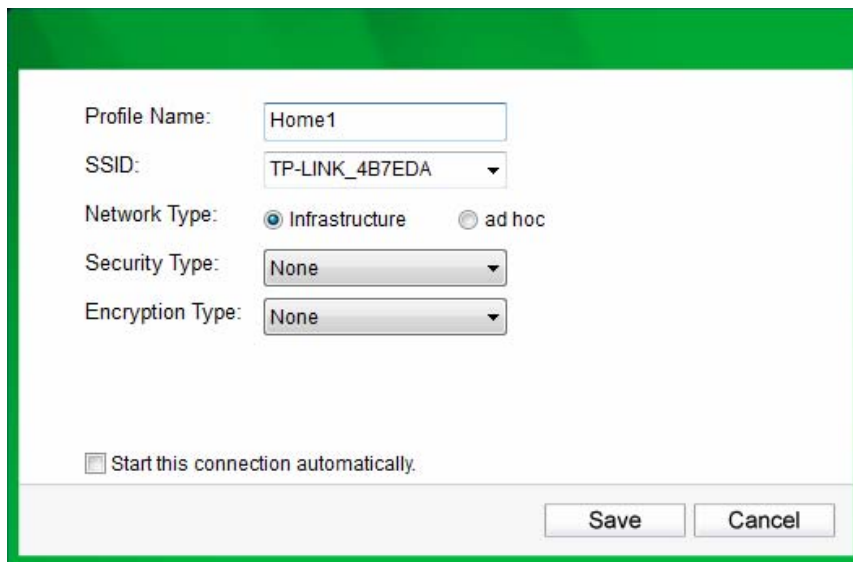 Profile Name: Home1
SSID: TP-LINK_4B7EDA
Network Type: Infrastructure ad hoc
Security Type: None
Encryption Type: None
Start this connection automatically.
Save Cancel